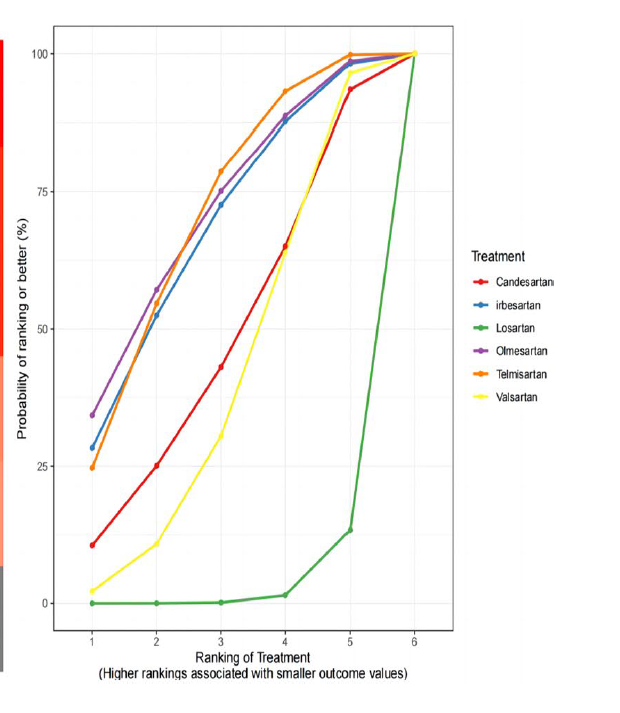 100
75
50
25
0
Probability of ranking or better (%)
1 2 3 4 5 6
Ranking of Treatment
(Higher rankings associated with smaller outcome values)
Treatment
Candesartan
irbesartan
Losartan
Olmesartan
Telmisartan
Valsartan